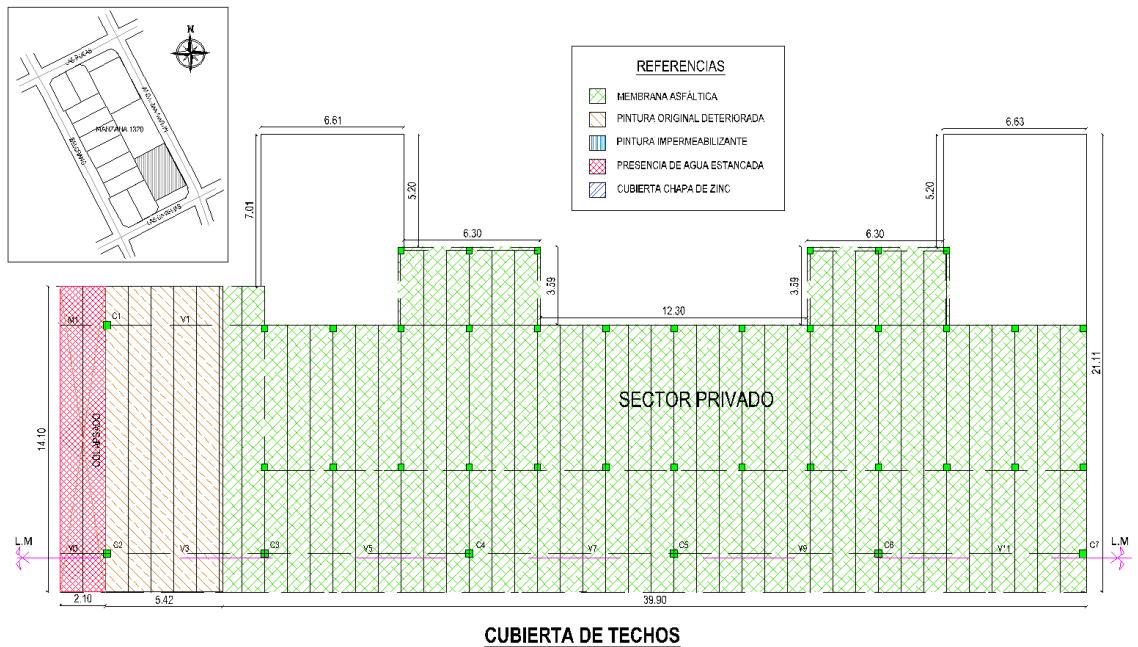 N
MANZANA 1320
REFERENCIAS
MEMBRANA ASFÁLTICA
PINTURA ORIGINAL DETERIORADA
PINTURA IMPERMEABILIZANTE
PRESENCIA DE AGUA ESTANCADA
CUBIERTA CHAPA DE ZINC
6.61
6.63
5.20
5.20
7.01
6.30
6.30
3.59
3.59
12.30
M1
C1
V1
21.11
SECTOR PRIVADO
14.10
COLAPSADO
L.M
C2
V3
C3
V5
C4
V7
C5
V9
C6
V11
C7
L.M
2.10
5.42
39.90
CUBIERTA DE TECHOS